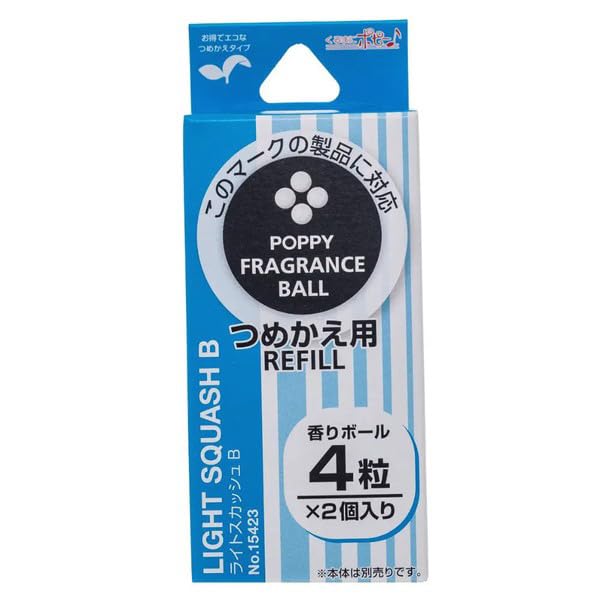 お得でエコな
つめかえタイプ
くるまにポピー♪
このマークの製品に対応
POPPY
FRAGRANCE
BALL
つめかえ用
REFILL
LIGHT SQUASH B
ライトスカッシュ B
No.15423
香りボール
4粒
×2個入り
※本体は別売りです。